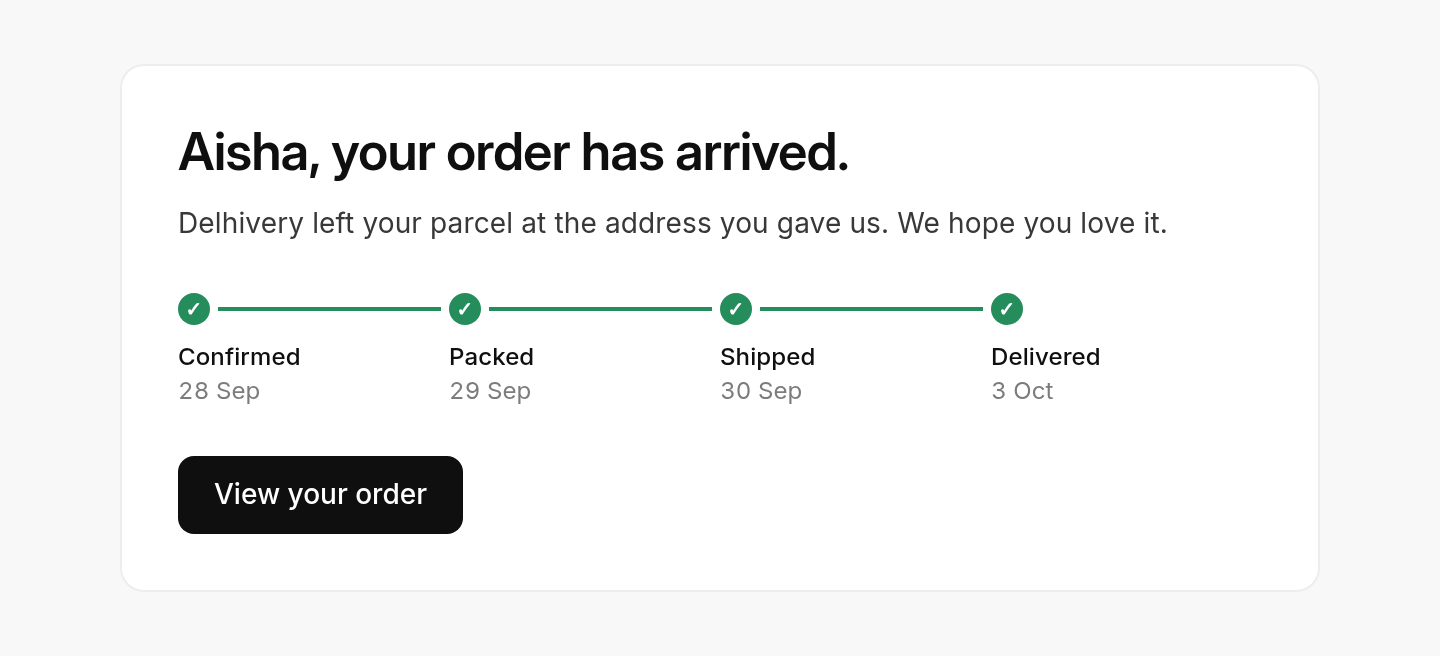 Aisha, your order has arrived.
Delhivery left your parcel at the address you gave us. We hope you love it.
✓ ✓ ✓ ✓
Confirmed Packed Shipped Delivered
28 Sep 29 Sep 30 Sep 3 Oct
View your order